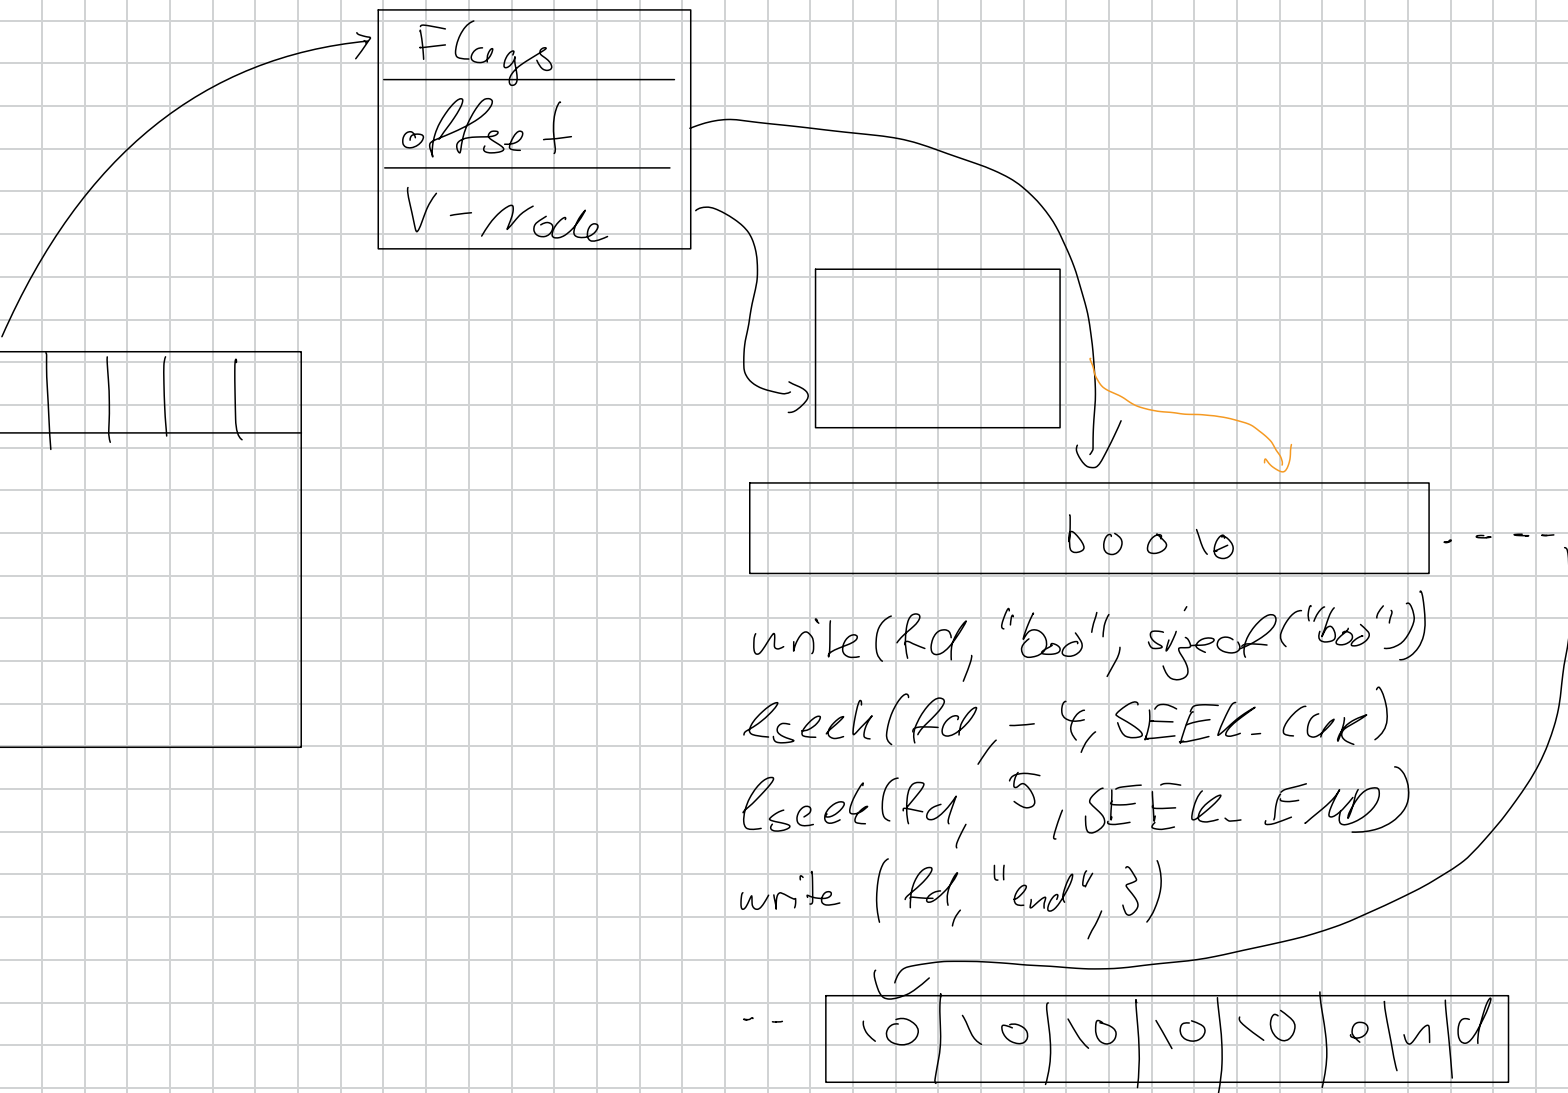 Flags
offset
V-Node
b o o \0
write(fd, "boo", sizeof("boo"))
lseek(fd, -4, SEEK_CUR)
lseek(fd, 5, SEEK_END)
write (fd, "end", 3)
\0 \0 \0 \0 \0 e n d